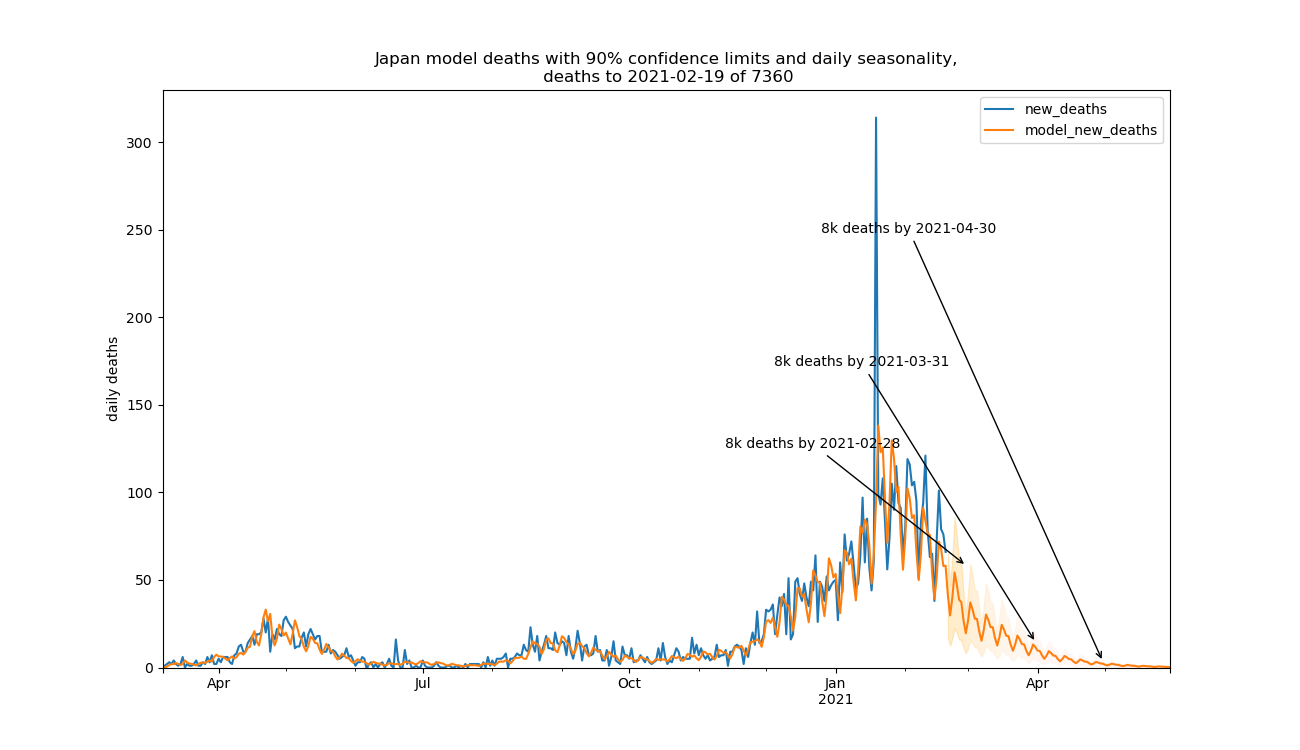 Japan model deaths with 90% confidence limits and daily seasonality,
deaths to 2021-02-19 of 7360
new_deaths
model_new_deaths
300
250
200
150
100
50
0
daily deaths
8k deaths by 2021-04-30
8k deaths by 2021-03-31
8k deaths by 2021-02-28
Apr
Jul
Oct
Jan
2021
Apr